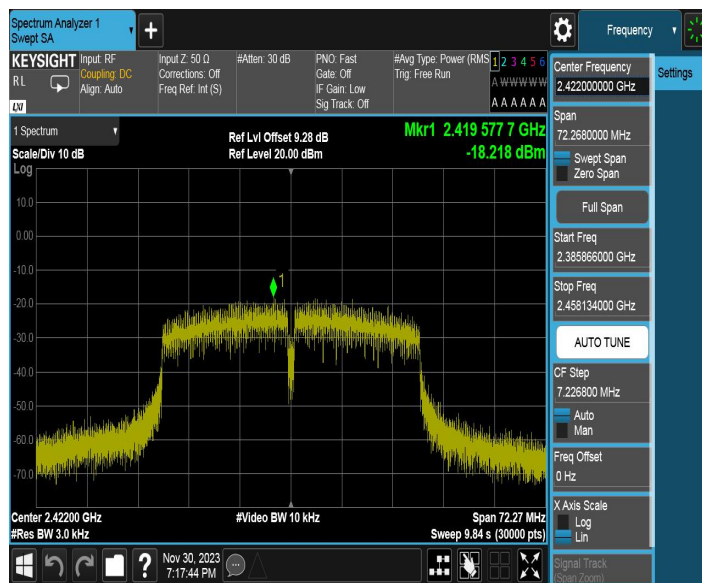 Spectrum Analyzer 1
Swept SA
+
Frequency
KEYSIGHT
RL
LXI
Input: RF
Coupling: DC
Align: Auto
Input Z: 50 Ω
Corrections: Off
Freq Ref: Int (S)
#Atten: 30 dB
PNO: Fast
Gate: Off
IF Gain: Low
Sig Track: Off
#Avg Type: Power (RMS
Trig: Free Run
1 2 3 4 5 6
A W W W W W
A A A A A A
1 Spectrum
Scale/Div 10 dB
Ref Lvl Offset 9.28 dB
Ref Level 20.00 dBm
Mkr1 2.419 577 7 GHz
-18.218 dBm
Log
10.0
0.00
-10.0
-20.0
-30.0
-40.0
-50.0
-60.0
-70.0
1
Center 2.42200 GHz
#Res BW 3.0 kHz
#Video BW 10 kHz
Span 72.27 MHz
Sweep 9.84 s (30000 pts)
Center Frequency
2.422000000 GHz
Settings
Span
72.2680000 MHz
Swept Span
Zero Span
Full Span
Start Freq
2.385866000 GHz
Stop Freq
2.458134000 GHz
AUTO TUNE
CF Step
7.226800 MHz
Auto
Man
Freq Offset
0 Hz
X Axis Scale
Log
Lin
Signal Track
(Span Zoom)
?
Nov 30, 2023
7:17:44 PM